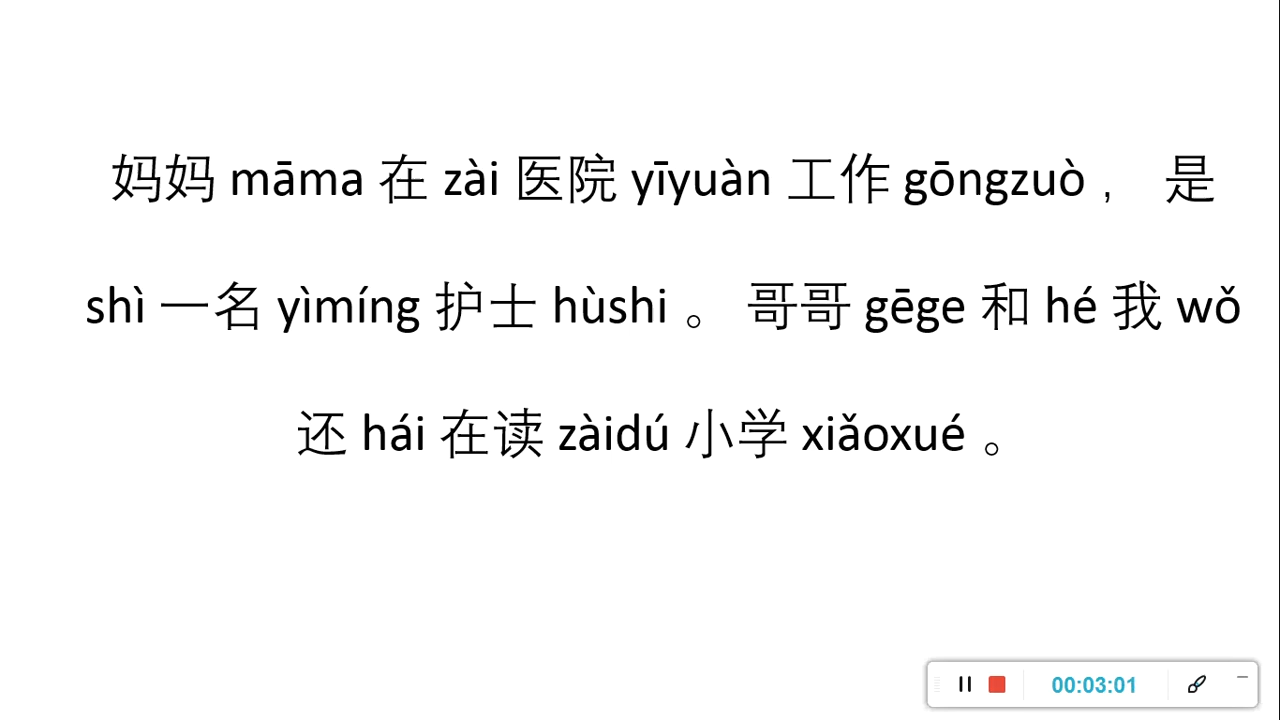 妈妈 māma 在 zài 医院 yīyuàn 工作 gōngzuò ， 是
shì 一名 yìmíng 护士 hùshi 。 哥哥 gēge 和 hé 我 wǒ
还 hái 在读 zàidú 小学 xiǎoxué 。
00:03:01